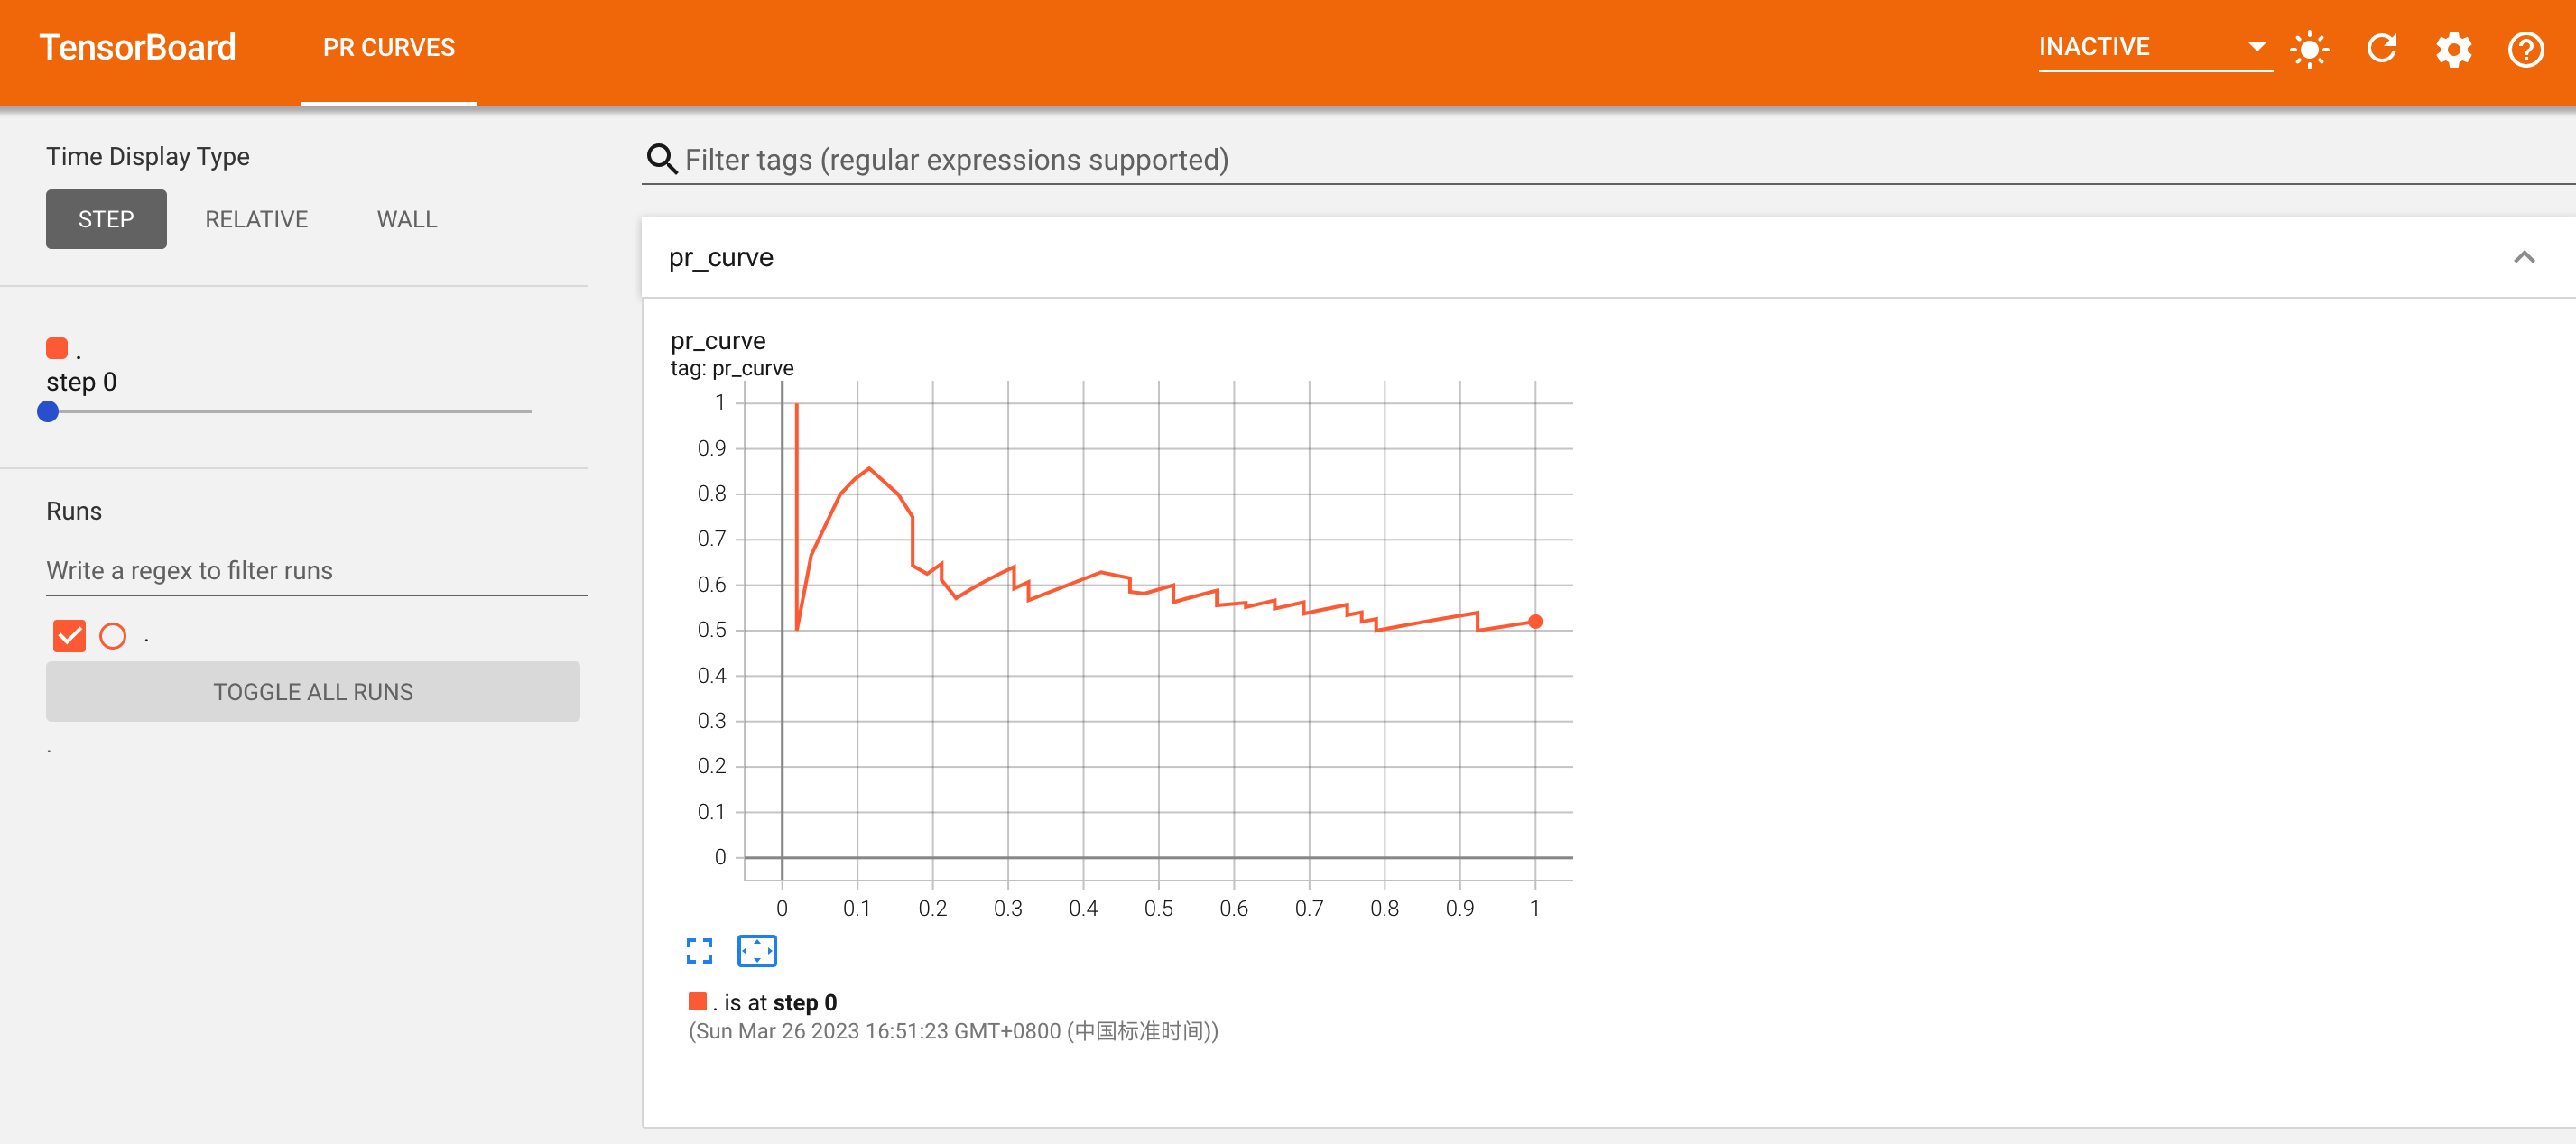 TensorBoard
PR CURVES
INACTIVE
Time Display Type
STEP
RELATIVE
WALL
.
step 0
Runs
Write a regex to filter runs
.
TOGGLE ALL RUNS
.
Filter tags (regular expressions supported)
pr_curve
pr_curve
tag: pr_curve
1
0.9
0.8
0.7
0.6
0.5
0.4
0.3
0.2
0.1
0
0 0.1 0.2 0.3 0.4 0.5 0.6 0.7 0.8 0.9 1
. is at step 0
(Sun Mar 26 2023 16:51:23 GMT+0800 (中国标准时间))